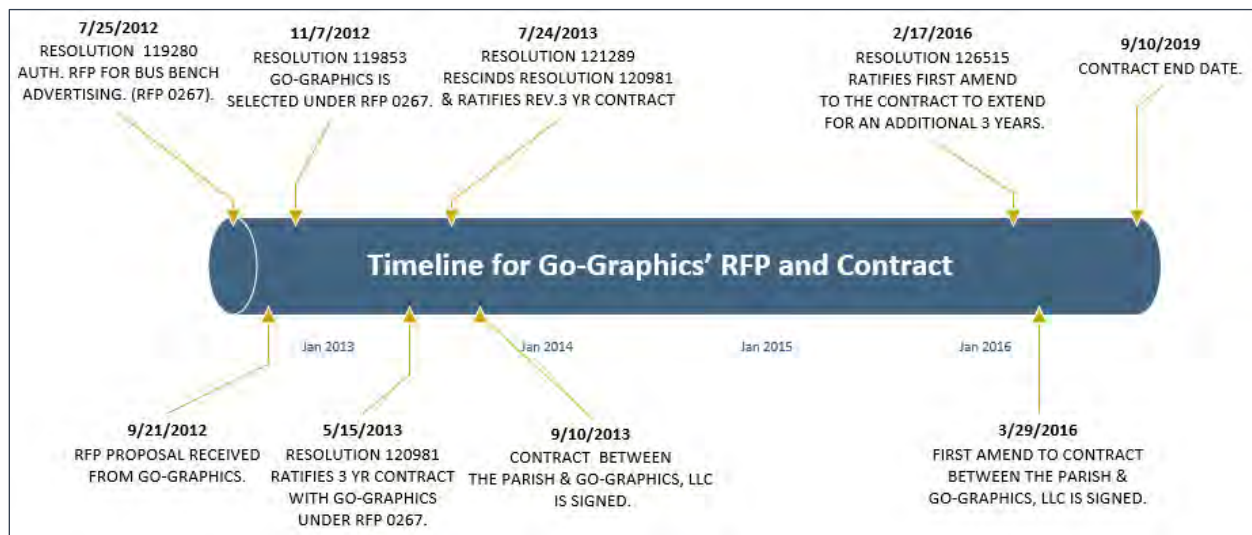 7/25/2012
RESOLUTION 119280
AUTH. RFP FOR BUS BENCH
ADVERTISING. (RFP 0267).
11/7/2012
RESOLUTION 119853
GO-GRAPHICS IS
SELECTED UNDER RFP 0267.
7/24/2013
RESOLUTION 121289
RESCINDS RESOLUTION 120981
& RATIFIES REV.3 YR CONTRACT
2/17/2016
RESOLUTION 126515
RATIFIES FIRST AMEND
TO THE CONTRACT TO EXTEND
FOR AN ADDITIONAL 3 YEARS.
9/10/2019
CONTRACT END DATE.
Timeline for Go-Graphics' RFP and Contract
Jan 2013
Jan 2014
Jan 2015
Jan 2016
9/21/2012
RFP PROPOSAL RECEIVED
FROM GO-GRAPHICS.
5/15/2013
RESOLUTION 120981
RATIFIES 3 YR CONTRACT
WITH GO-GRAPHICS
UNDER RFP 0267.
9/10/2013
CONTRACT BETWEEN
THE PARISH & GO-GRAPHICS, LLC
IS SIGNED.
3/29/2016
FIRST AMEND TO CONTRACT
BETWEEN THE PARISH &
GO-GRAPHICS, LLC IS SIGNED.